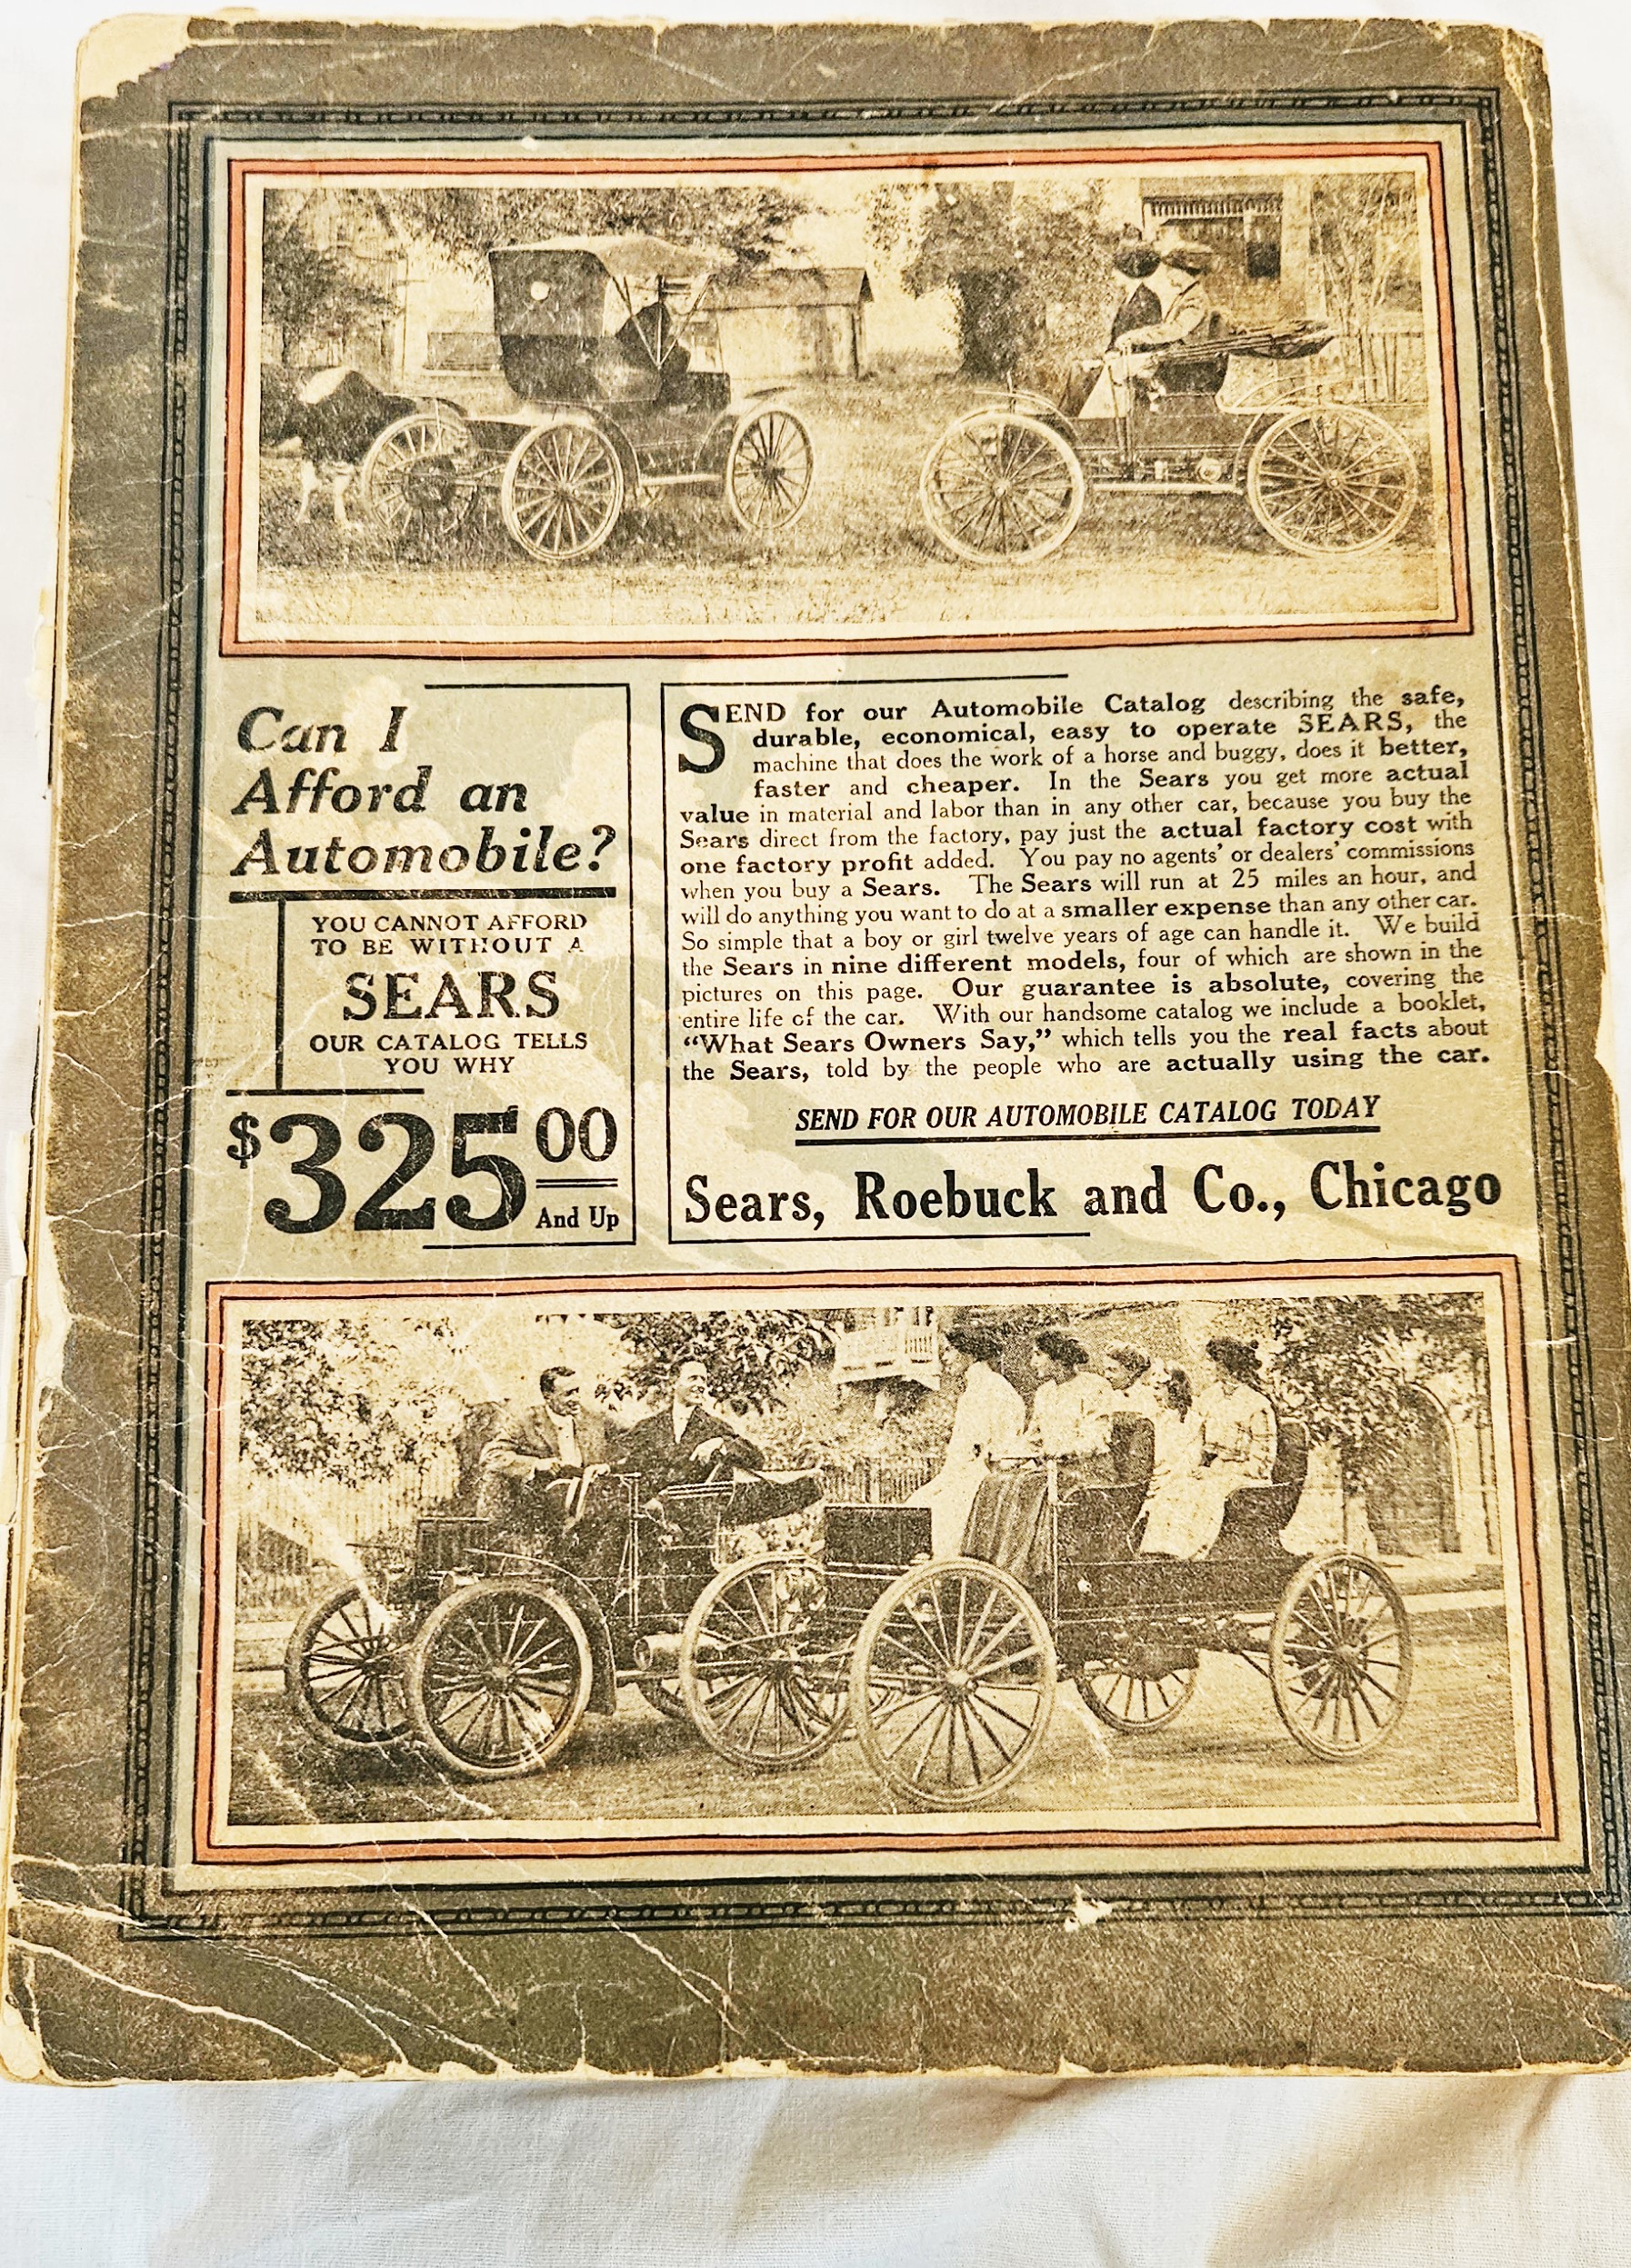 Can I
Afford an
Automobile?
YOU CANNOT AFFORD
TO BE WITHOUT A
SEARS
OUR CATALOG TELLS
YOU WHY
$32500
And Up
SEND for our Automobile Catalog describing the safe,
durable, economical, easy to operate SEARS, the
machine that does the work of a horse and buggy, does it better,
faster and cheaper. In the Sears you get more actual
value in material and labor than in any other car, because you buy the
Sears direct from the factory, pay just the actual factory cost with
one factory profit added. You pay no agents' or dealers' commissions
when you buy a Sears. The Sears will run at 25 miles an hour, and
will do anything you want to do at a smaller expense than any other car.
So simple that a boy or girl twelve years of age can handle it. We build
the Sears in nine different models, four of which are shown in the
pictures on this page. Our guarantee is absolute, covering the
entire life of the car. With our handsome catalog we include a booklet,
“What Sears Owners Say,” which tells you the real facts about
the Sears, told by the people who are actually using the car.
SEND FOR OUR AUTOMOBILE CATALOG TODAY
Sears, Roebuck and Co., Chicago